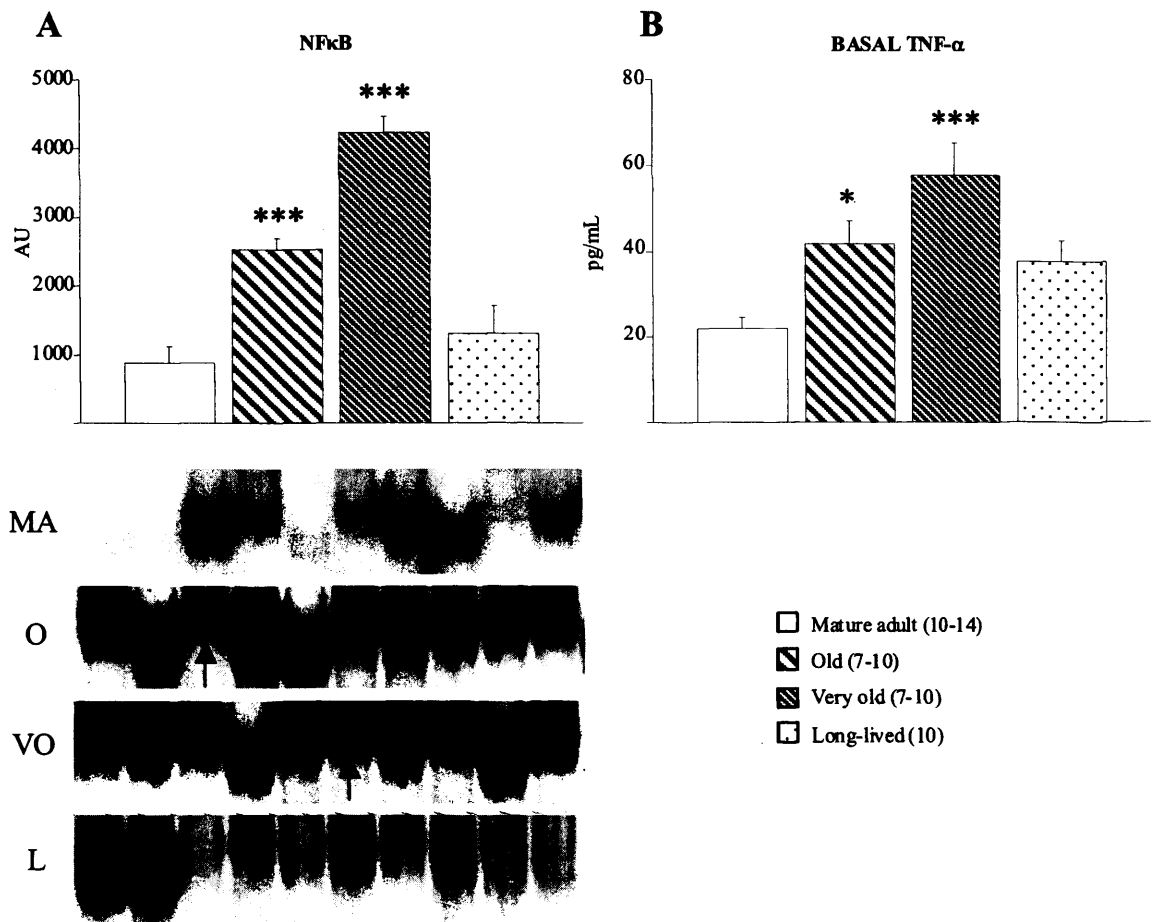 A
NFκB
5000
4000
3000
2000
1000
AU
***
***
B
BASAL TNF-α
80
60
40
20
pg/mL
*
***
MA
O
VO
L
Mature adult (10-14)
Old (7-10)
Very old (7-10)
Long-lived (10)